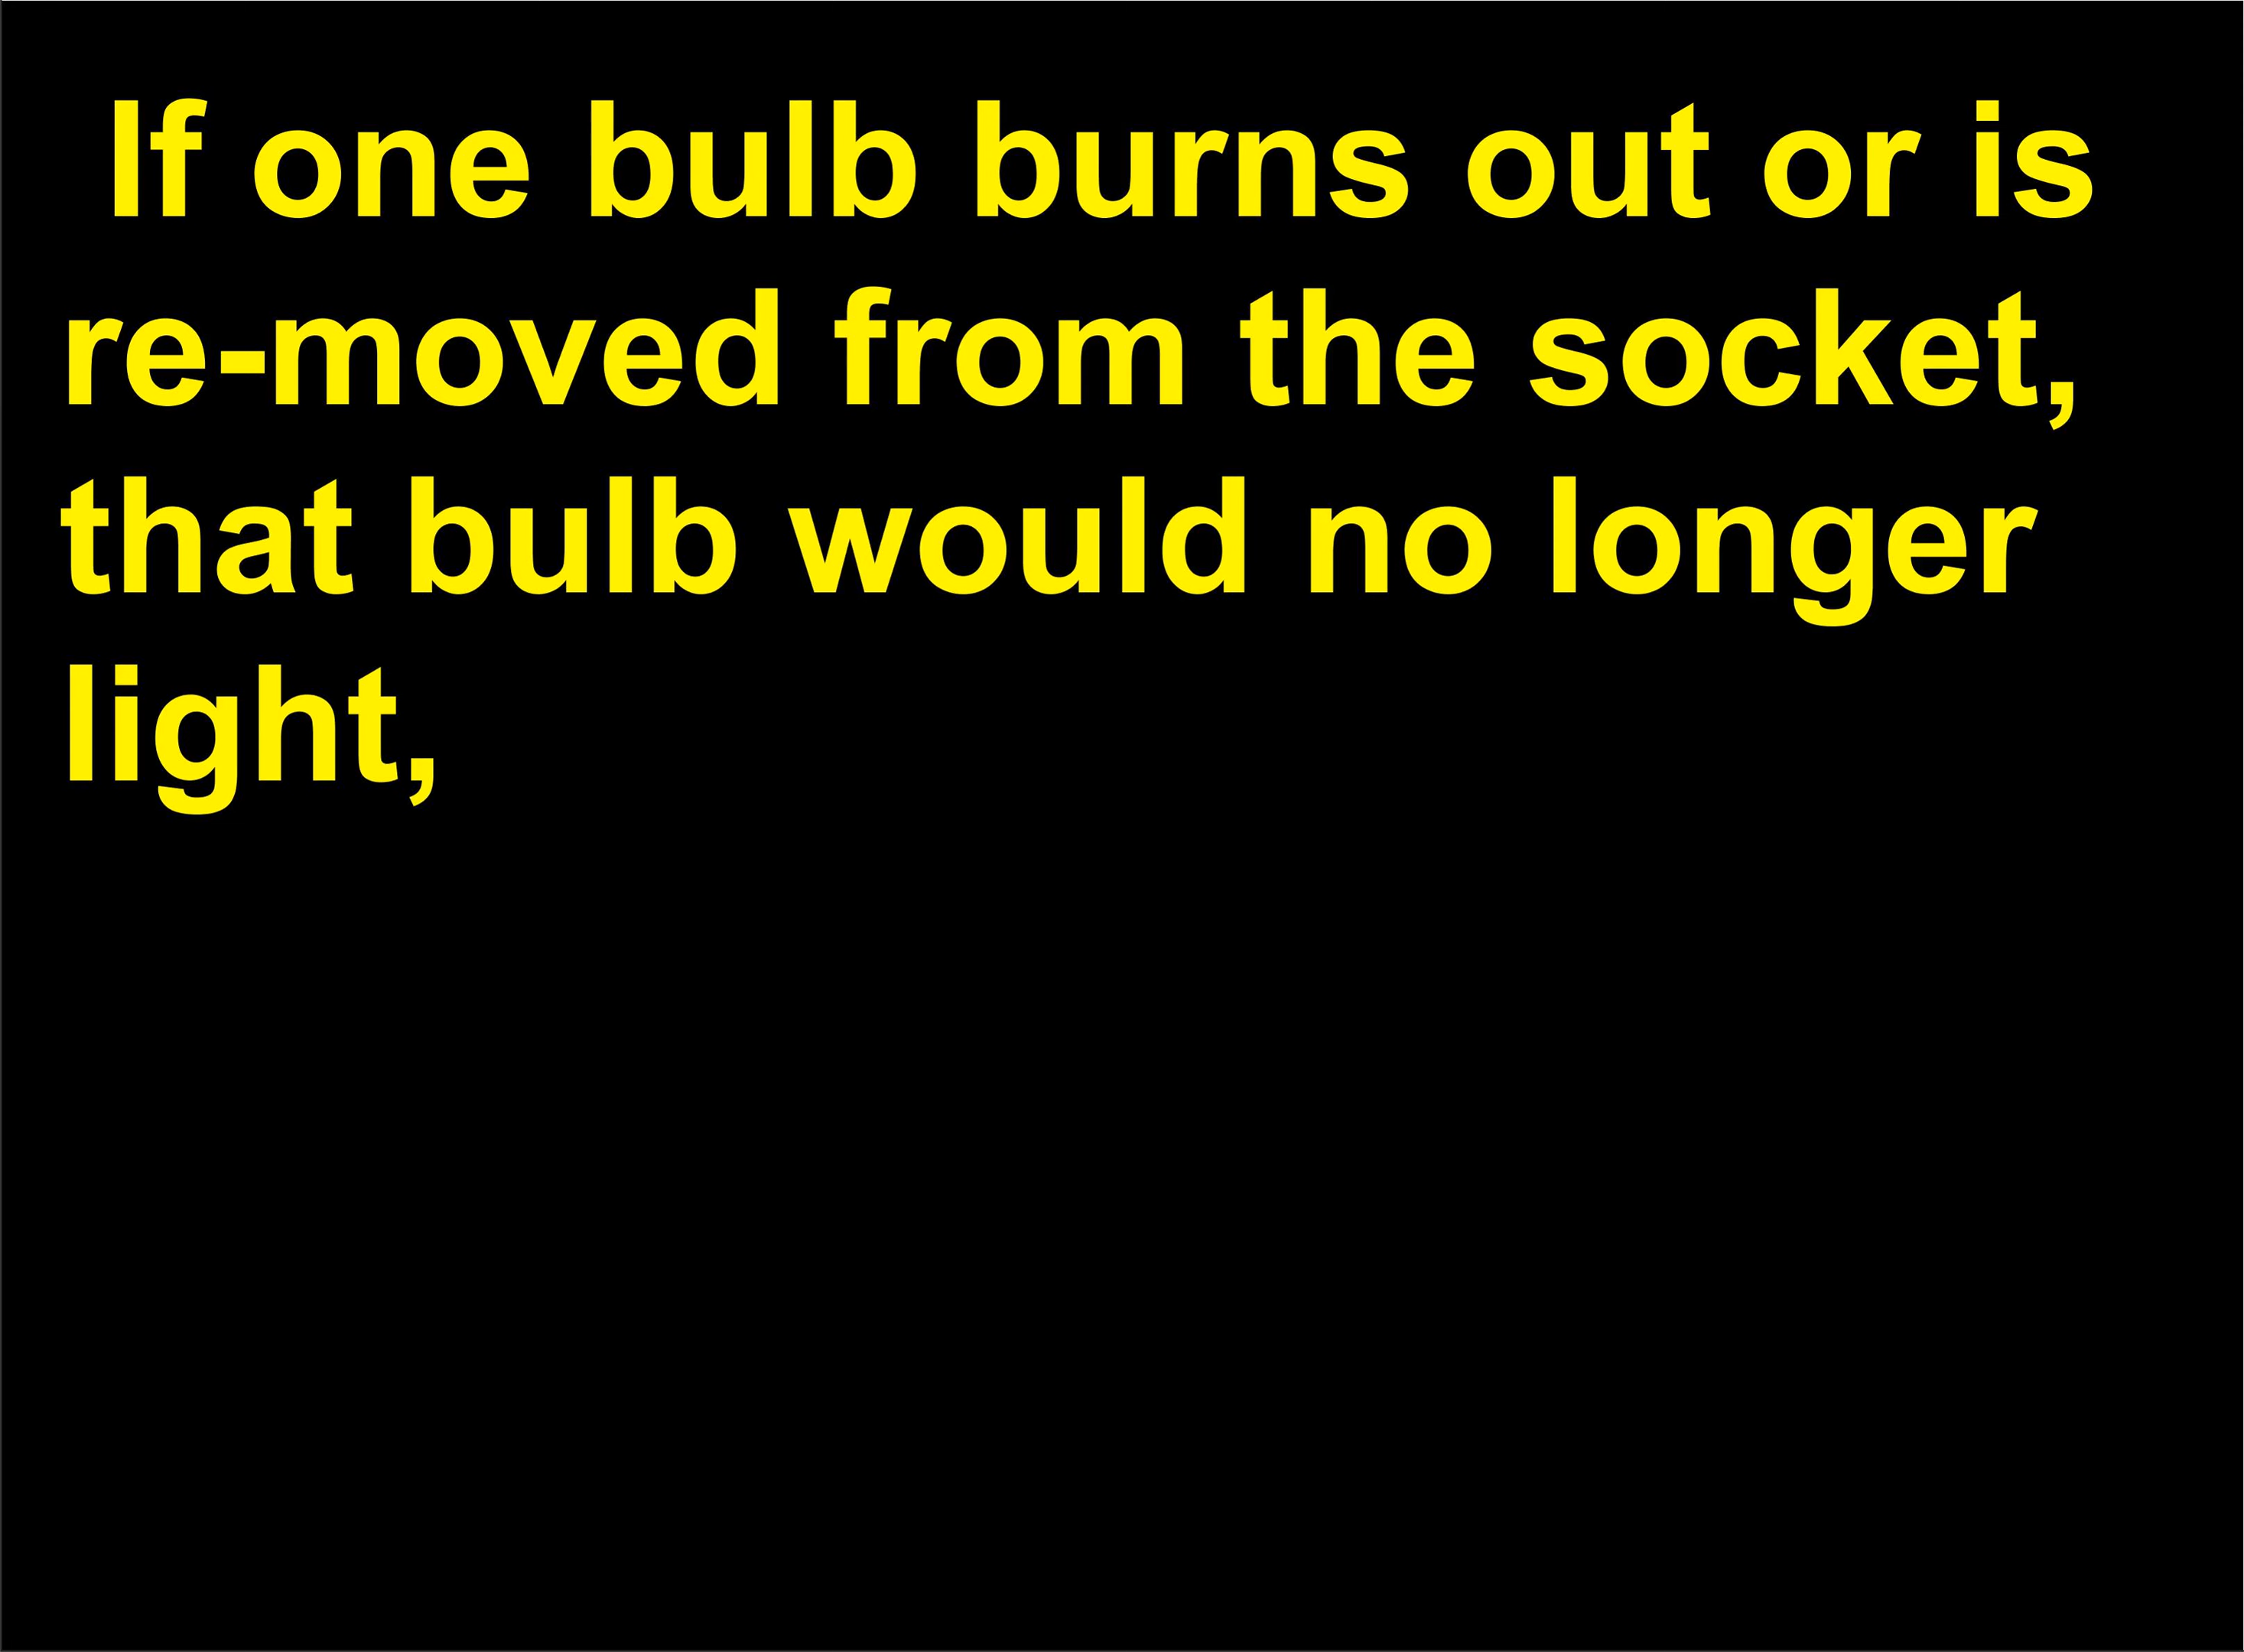 If one bulb burns out or is
re-moved from the socket,
that bulb would no longer
light,